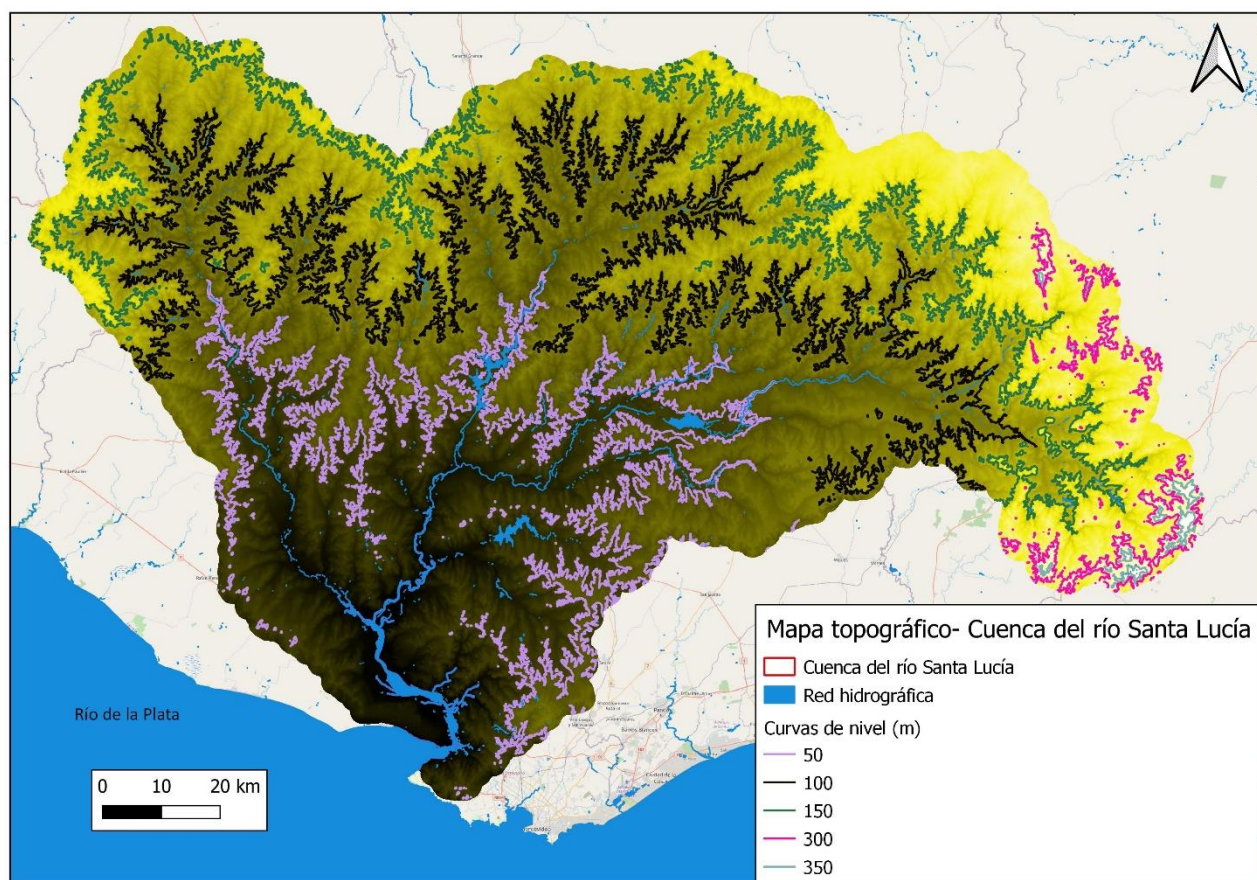 Río de la Plata
0 10 20 km
Mapa topográfico- Cuenca del río Santa Lucía
Cuenca del río Santa Lucía
Red hidrográfica
Curvas de nivel (m)
50
100
150
300
350